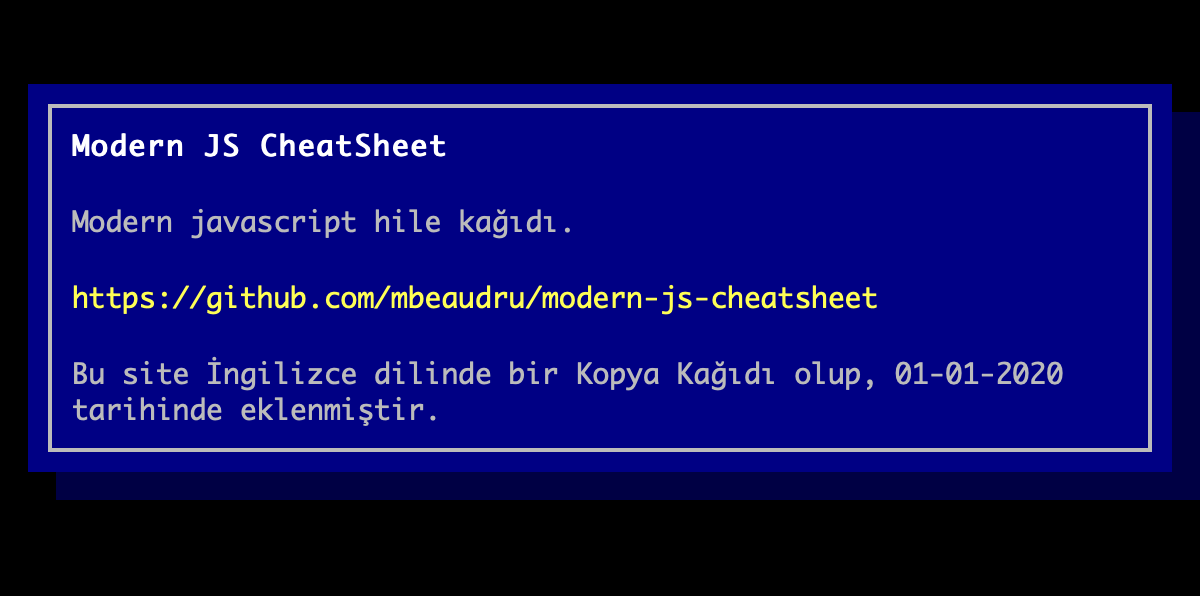 Modern JS CheatSheet
Modern javascript hile kağıdı.
https://github.com/mbeaudru/modern-js-cheatsheet
Bu site İngilizce dilinde bir Kopya Kağıdı olup, 01-01-2020
tarihinde eklenmiştir.